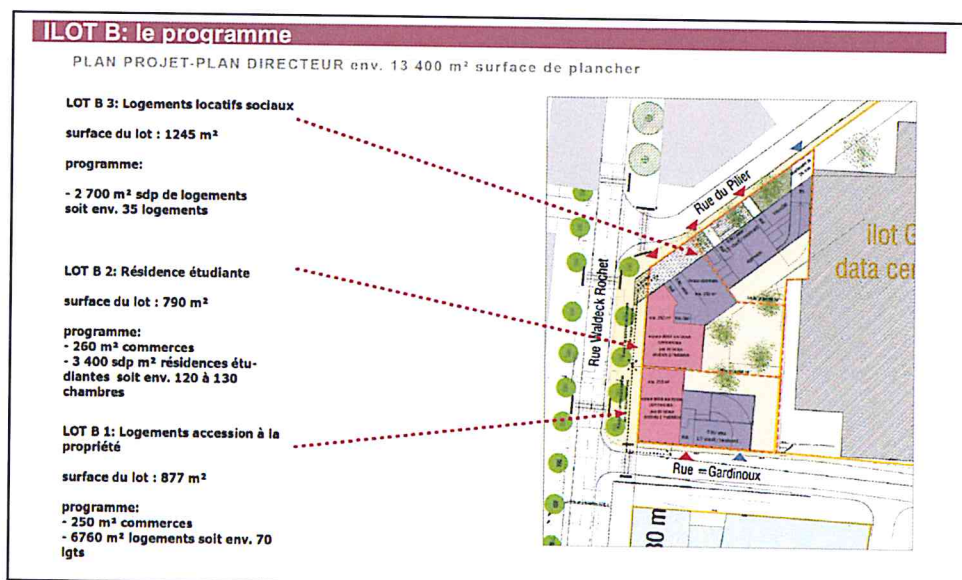 ILOT B: le programme
PLAN PROJET-PLAN DIRECTEUR env. 13 400 m² surface de plancher
LOT B 3: Logements locatifs sociaux
surface du lot : 1245 m²
programme:
- 2 700 m² sdp de logements
soit env. 35 logements
LOT B 2: Résidence étudiante
surface du lot : 790 m²
programme:
- 260 m² commerces
- 3 400 sdp m² résidences étu-
diantes soit env. 120 à 130
chambres
LOT B 1: Logements accession à la
propriété
surface du lot : 877 m²
programme:
- 250 m² commerces
- 6760 m² logements soit env. 70
lgts
Rue du Pilier
Rue Waldeck Rochet
ilot G
data cen
Rue =Gardinoux
30 m